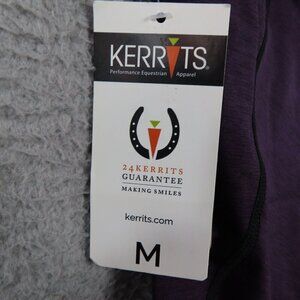 KERRITS®
Performance Equestrian Apparel
24KERRITS
GUARANTEE
MAKING SMILES
kerrits.com
M